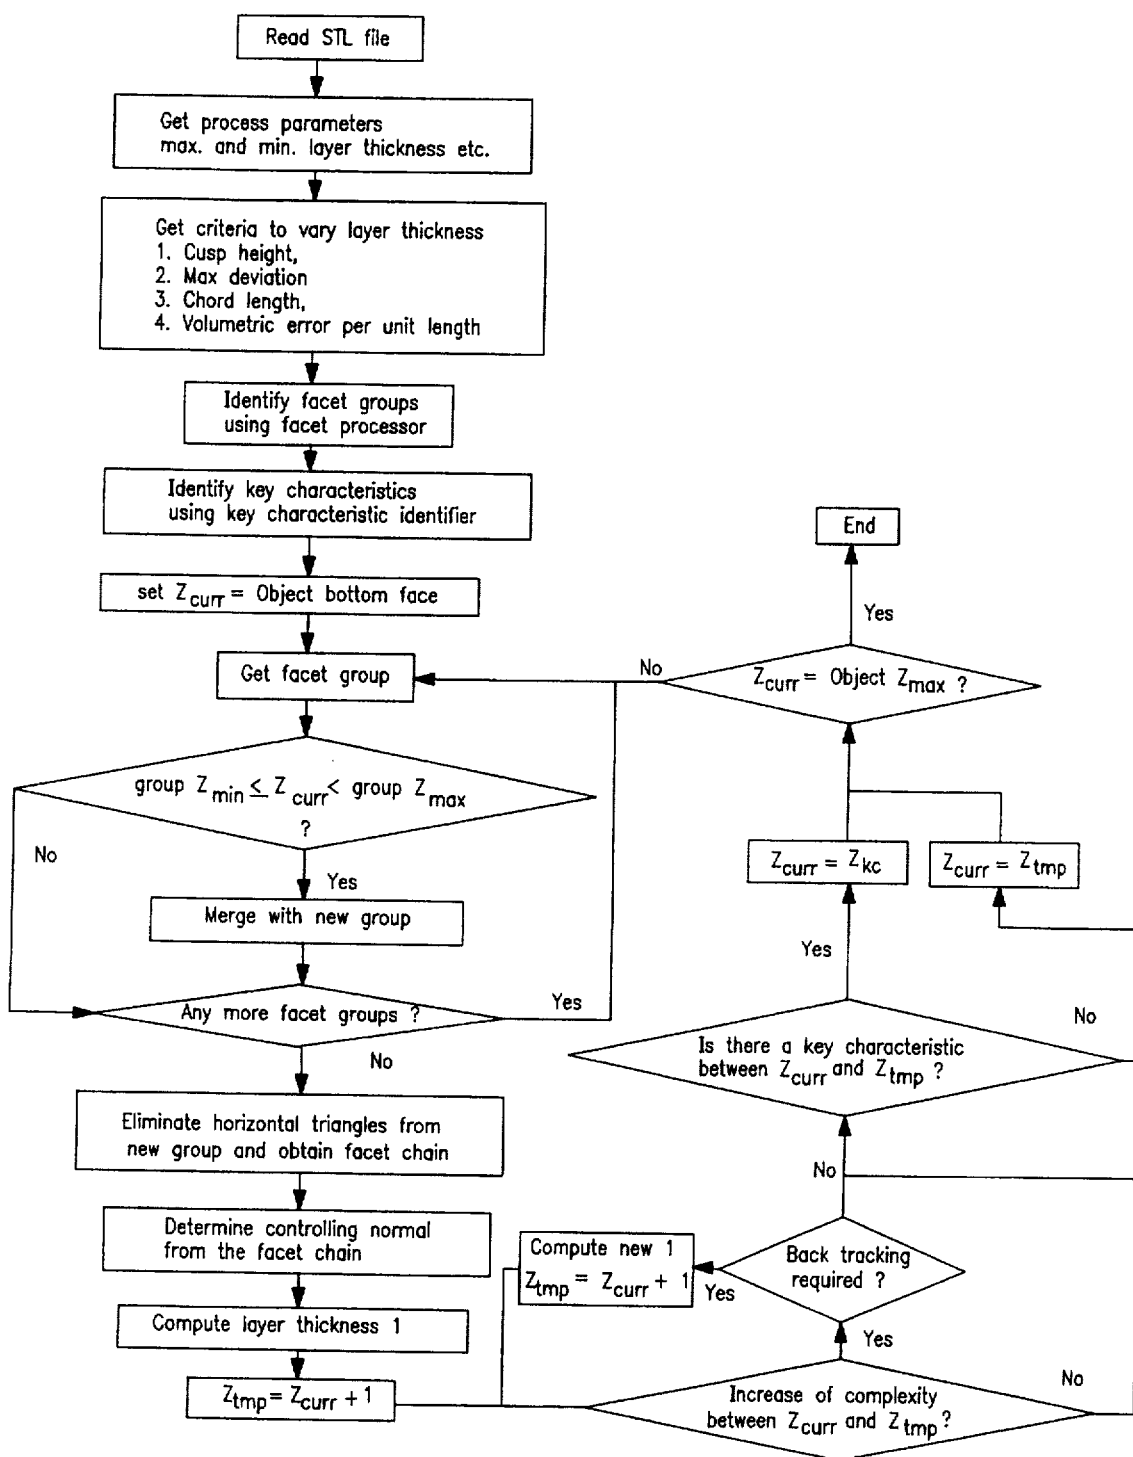 Read STL file
Get process parameters
max. and min. layer thickness etc.
Get criteria to vary layer thickness
1. Cusp height,
2. Max deviation
3. Chord length,
4. Volumetric error per unit length
Identify facet groups
using facet processor
Identify key characteristics
using key characteristic identifier
set Zcurr = Object bottom face
Get facet group
group Zmin ≤ Zcurr < group Zmax
?
No
Yes
Merge with new group
Any more facet groups ?
Yes
No
Eliminate horizontal triangles from
new group and obtain facet chain
Determine controlling normal
from the facet chain
Compute layer thickness 1
Ztmp = Zcurr + 1
Increase of complexity
between Zcurr and Ztmp?
No
Yes
Back tracking
required ?
Yes
Compute new 1
Ztmp = Zcurr + 1
No
Is there a key characteristic
between Zcurr and Ztmp ?
No
Yes
Zcurr = Zkc
Zcurr = Ztmp
Zcurr = Object Zmax ?
No
Yes
End